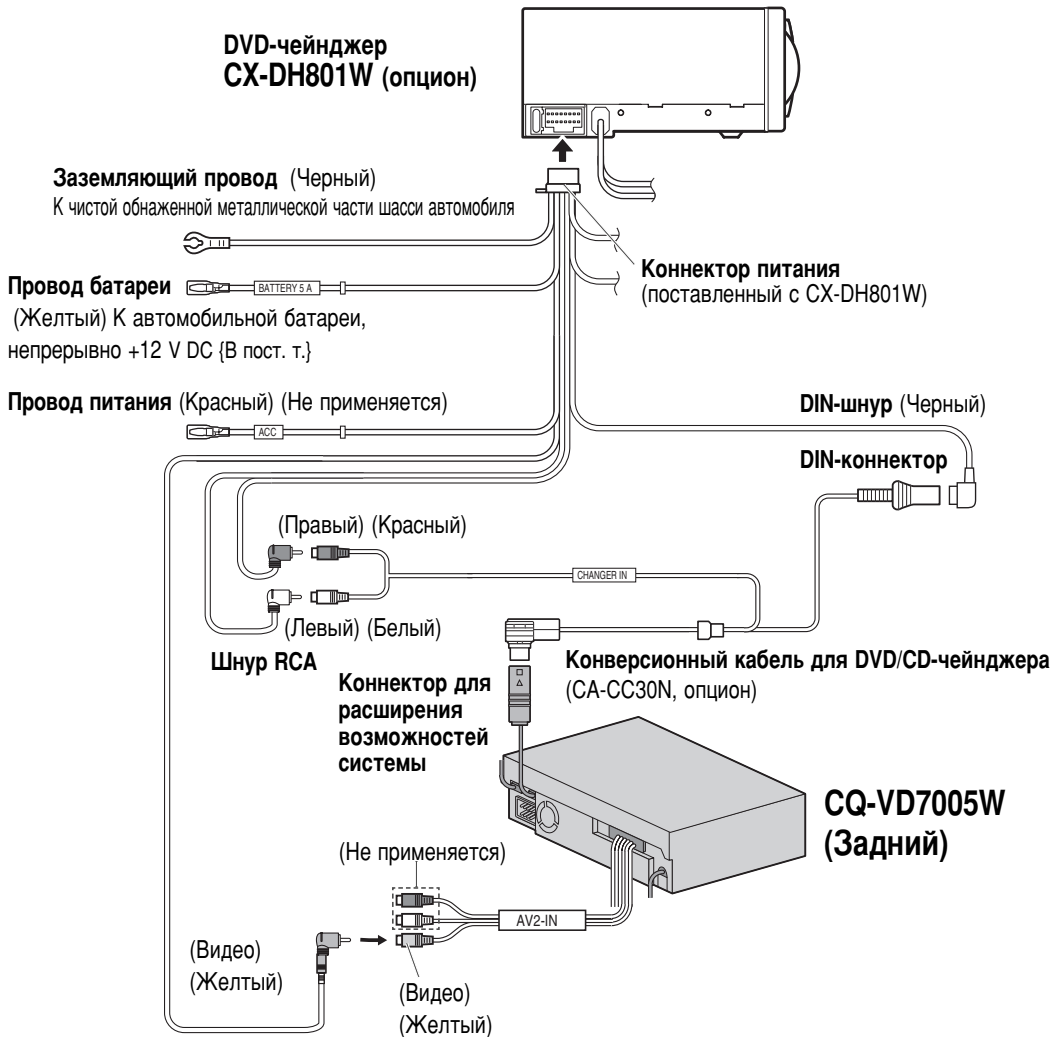 DVD-чейнджер
CX-DH801W (опцион)
Заземляющий провод (Черный)
К чистой обнаженной металлической части шасси автомобиля
Коннектор питания
(поставленный с CX-DH801W)
Провод батареи
BATTERY 5 A
(Желтый) К автомобильной батареи,
непрерывно +12 V DC {В пост. т.}
Провод питания (Красный) (Не применяется)
ACC
DIN-шнур (Черный)
DIN-коннектор
(Правый) (Красный)
CHANGER IN
(Левый) (Белый)
Шнур RCA
Конверсионный кабель для DVD/CD-чейнджера
(CA-CC30N, опцион)
Коннектор для
расширения
возможностей
системы
CQ-VD7005W
(Задний)
(Не применяется)
AV2-IN
(Видео)
(Желтый)
(Видео)
(Желтый)